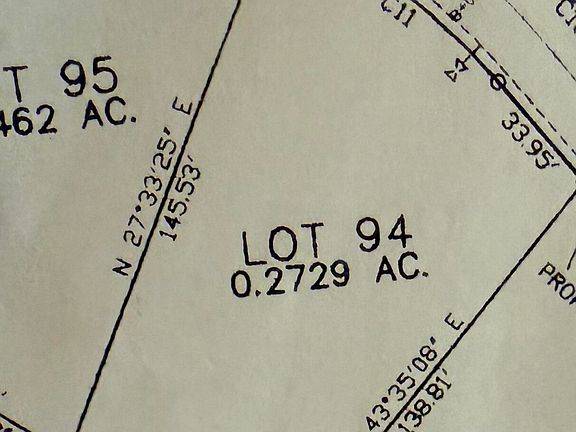 C11
T 95
462 AC.
33.95'
N 27°33'25" E
145.53'
LOT 94
0.2729 AC.
43°35'08" E
138.81'